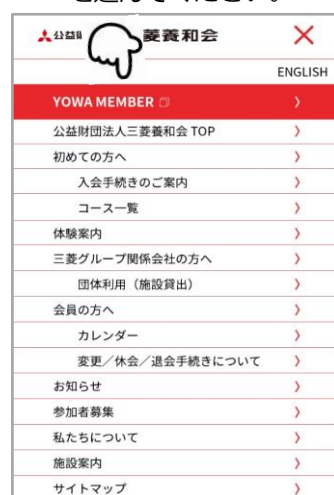 を選んでください。
公益 菱養和会
ENGLISH
YOWA MEMBER
公益財団法人三菱養和会 TOP
初めての方へ
入会手続きのご案内
コース一覧
体験案内
三菱グループ関係会社の方へ
団体利用（施設貸出）
会員の方へ
カレンダー
変更／休会／退会手続きについて
お知らせ
参加者募集
私たちについて
施設案内
サイトマップ